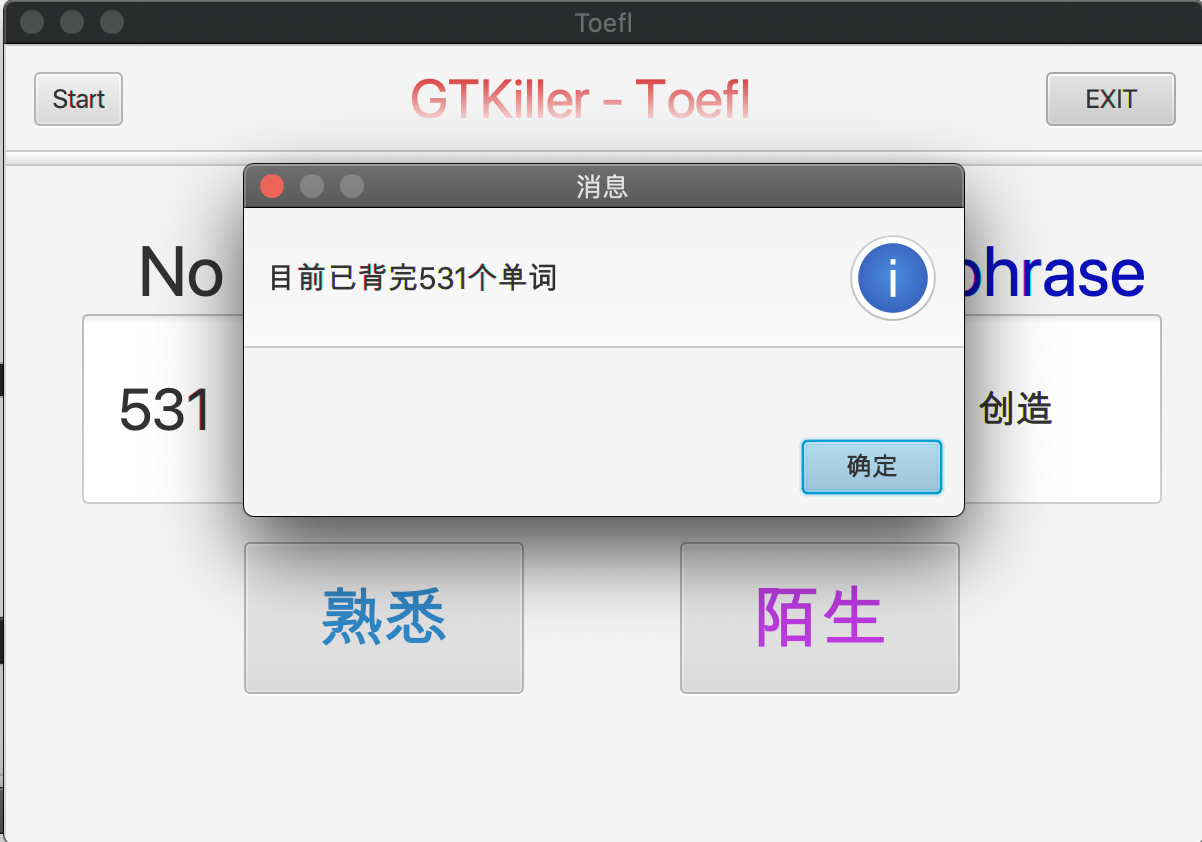 Toefl
Start
GTKiller - Toefl
EXIT
消息
目前已背完531个单词
No
phrase
531
创造
确定
熟悉
陌生